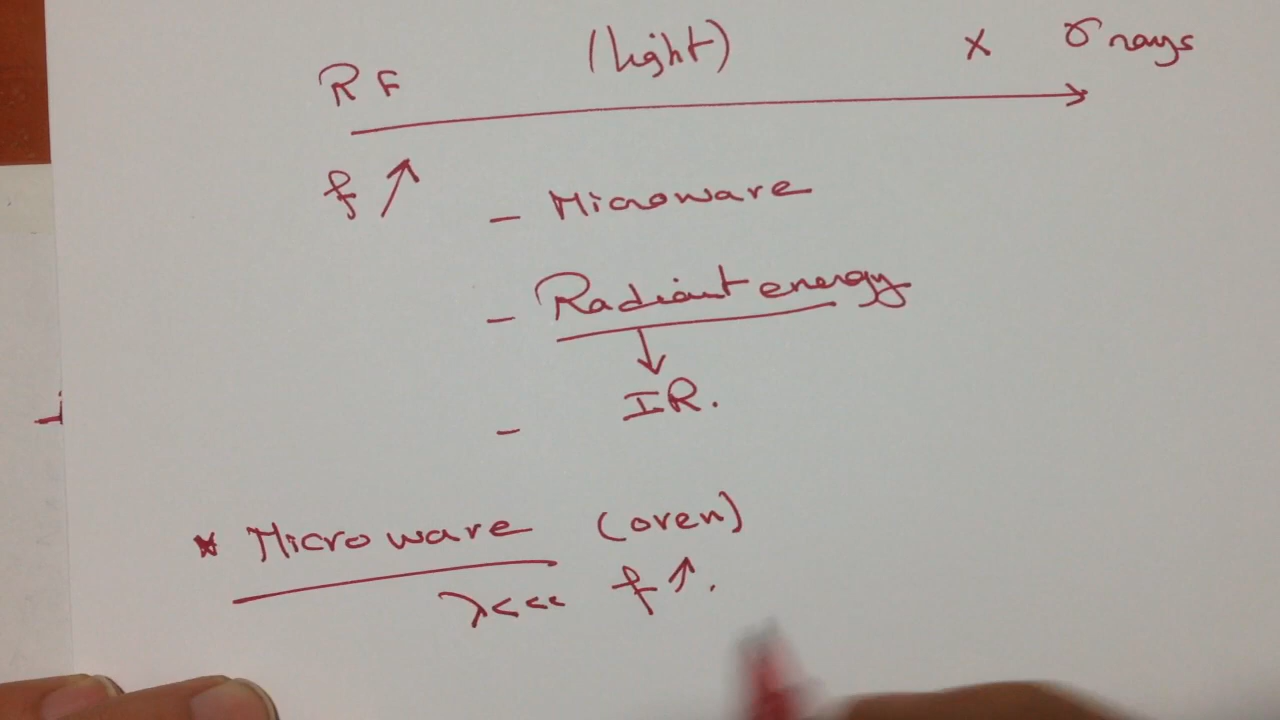 RF (light) X γ rays
f ↗
- Microwave
- Radiant energy
↓
IR.
-
* Microwave (oven)
λ<<< f↗.